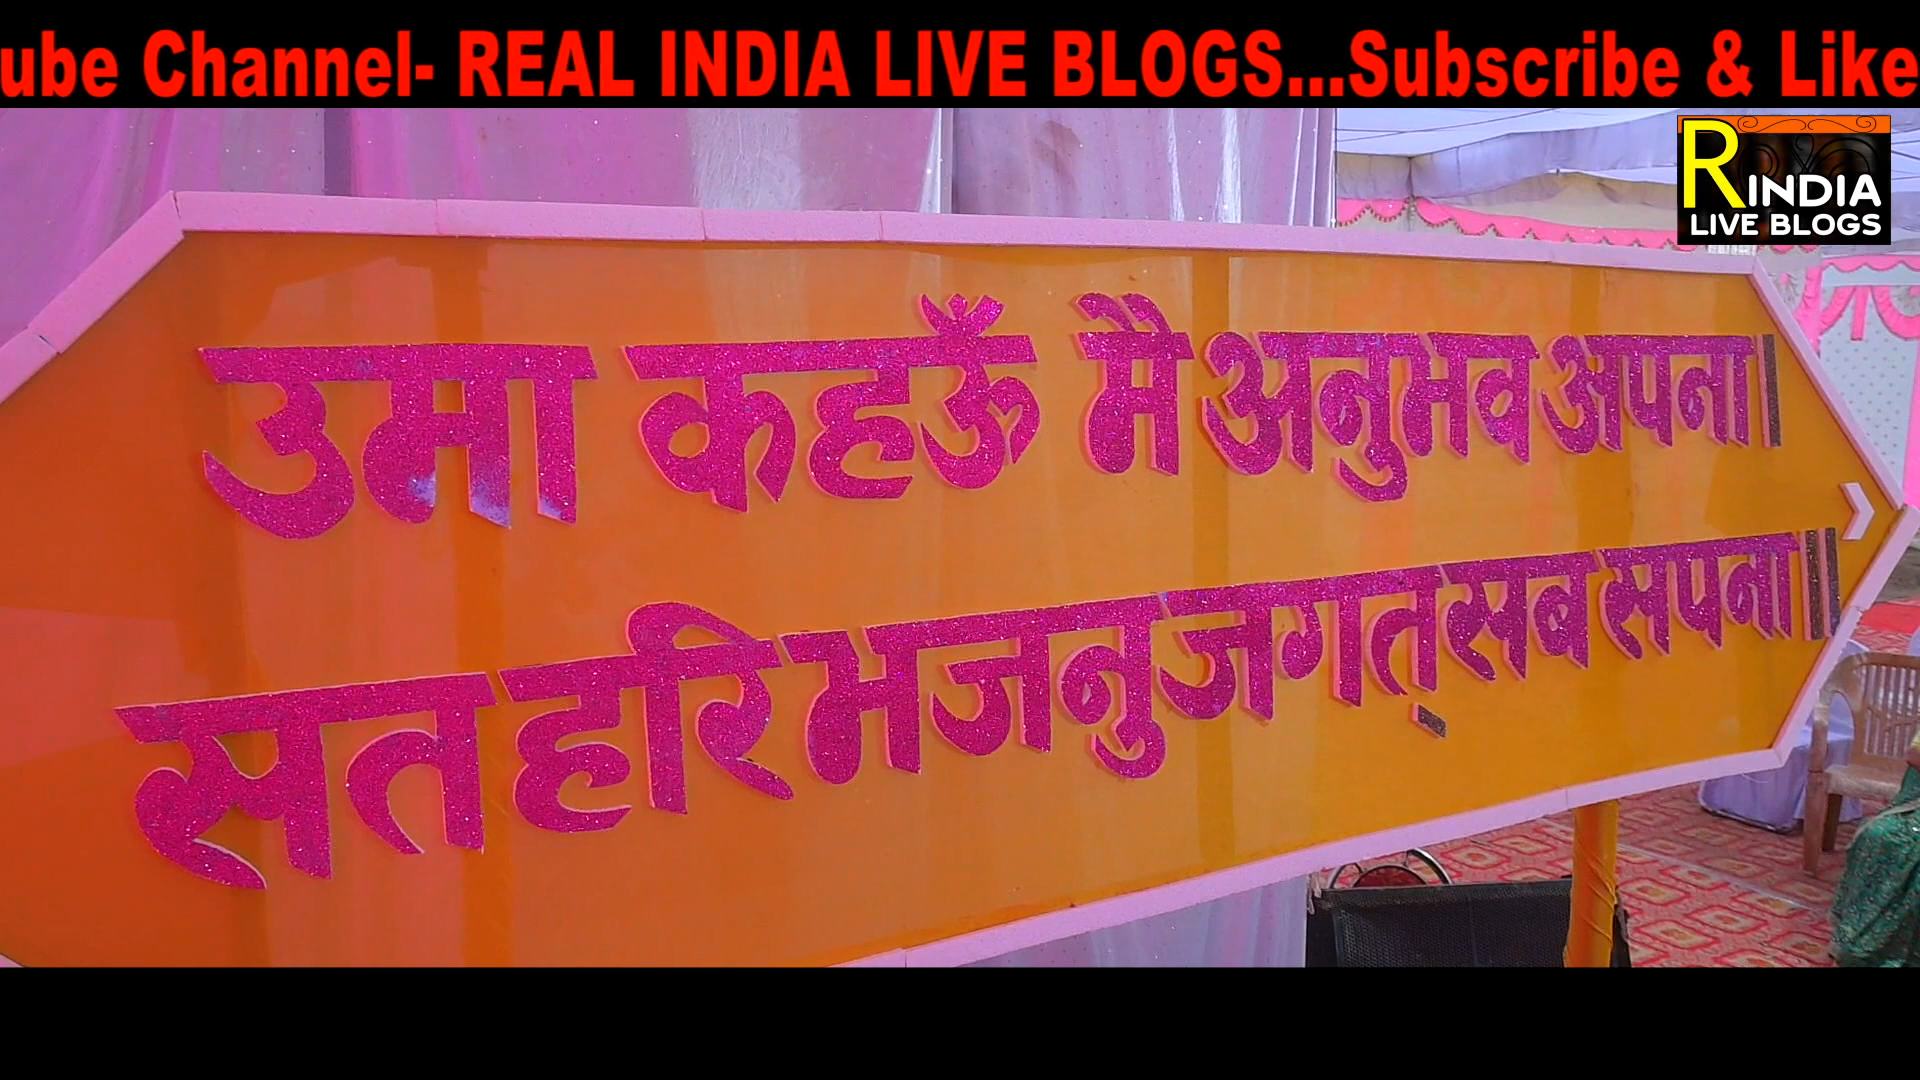 ube Channel- REAL INDIA LIVE BLOGS...Subscribe & Like
RINDIA
LIVE BLOGS
उमा कहऊँ मै अनुभव अपना।
सत हरि भजनु जगत् सब सपना॥